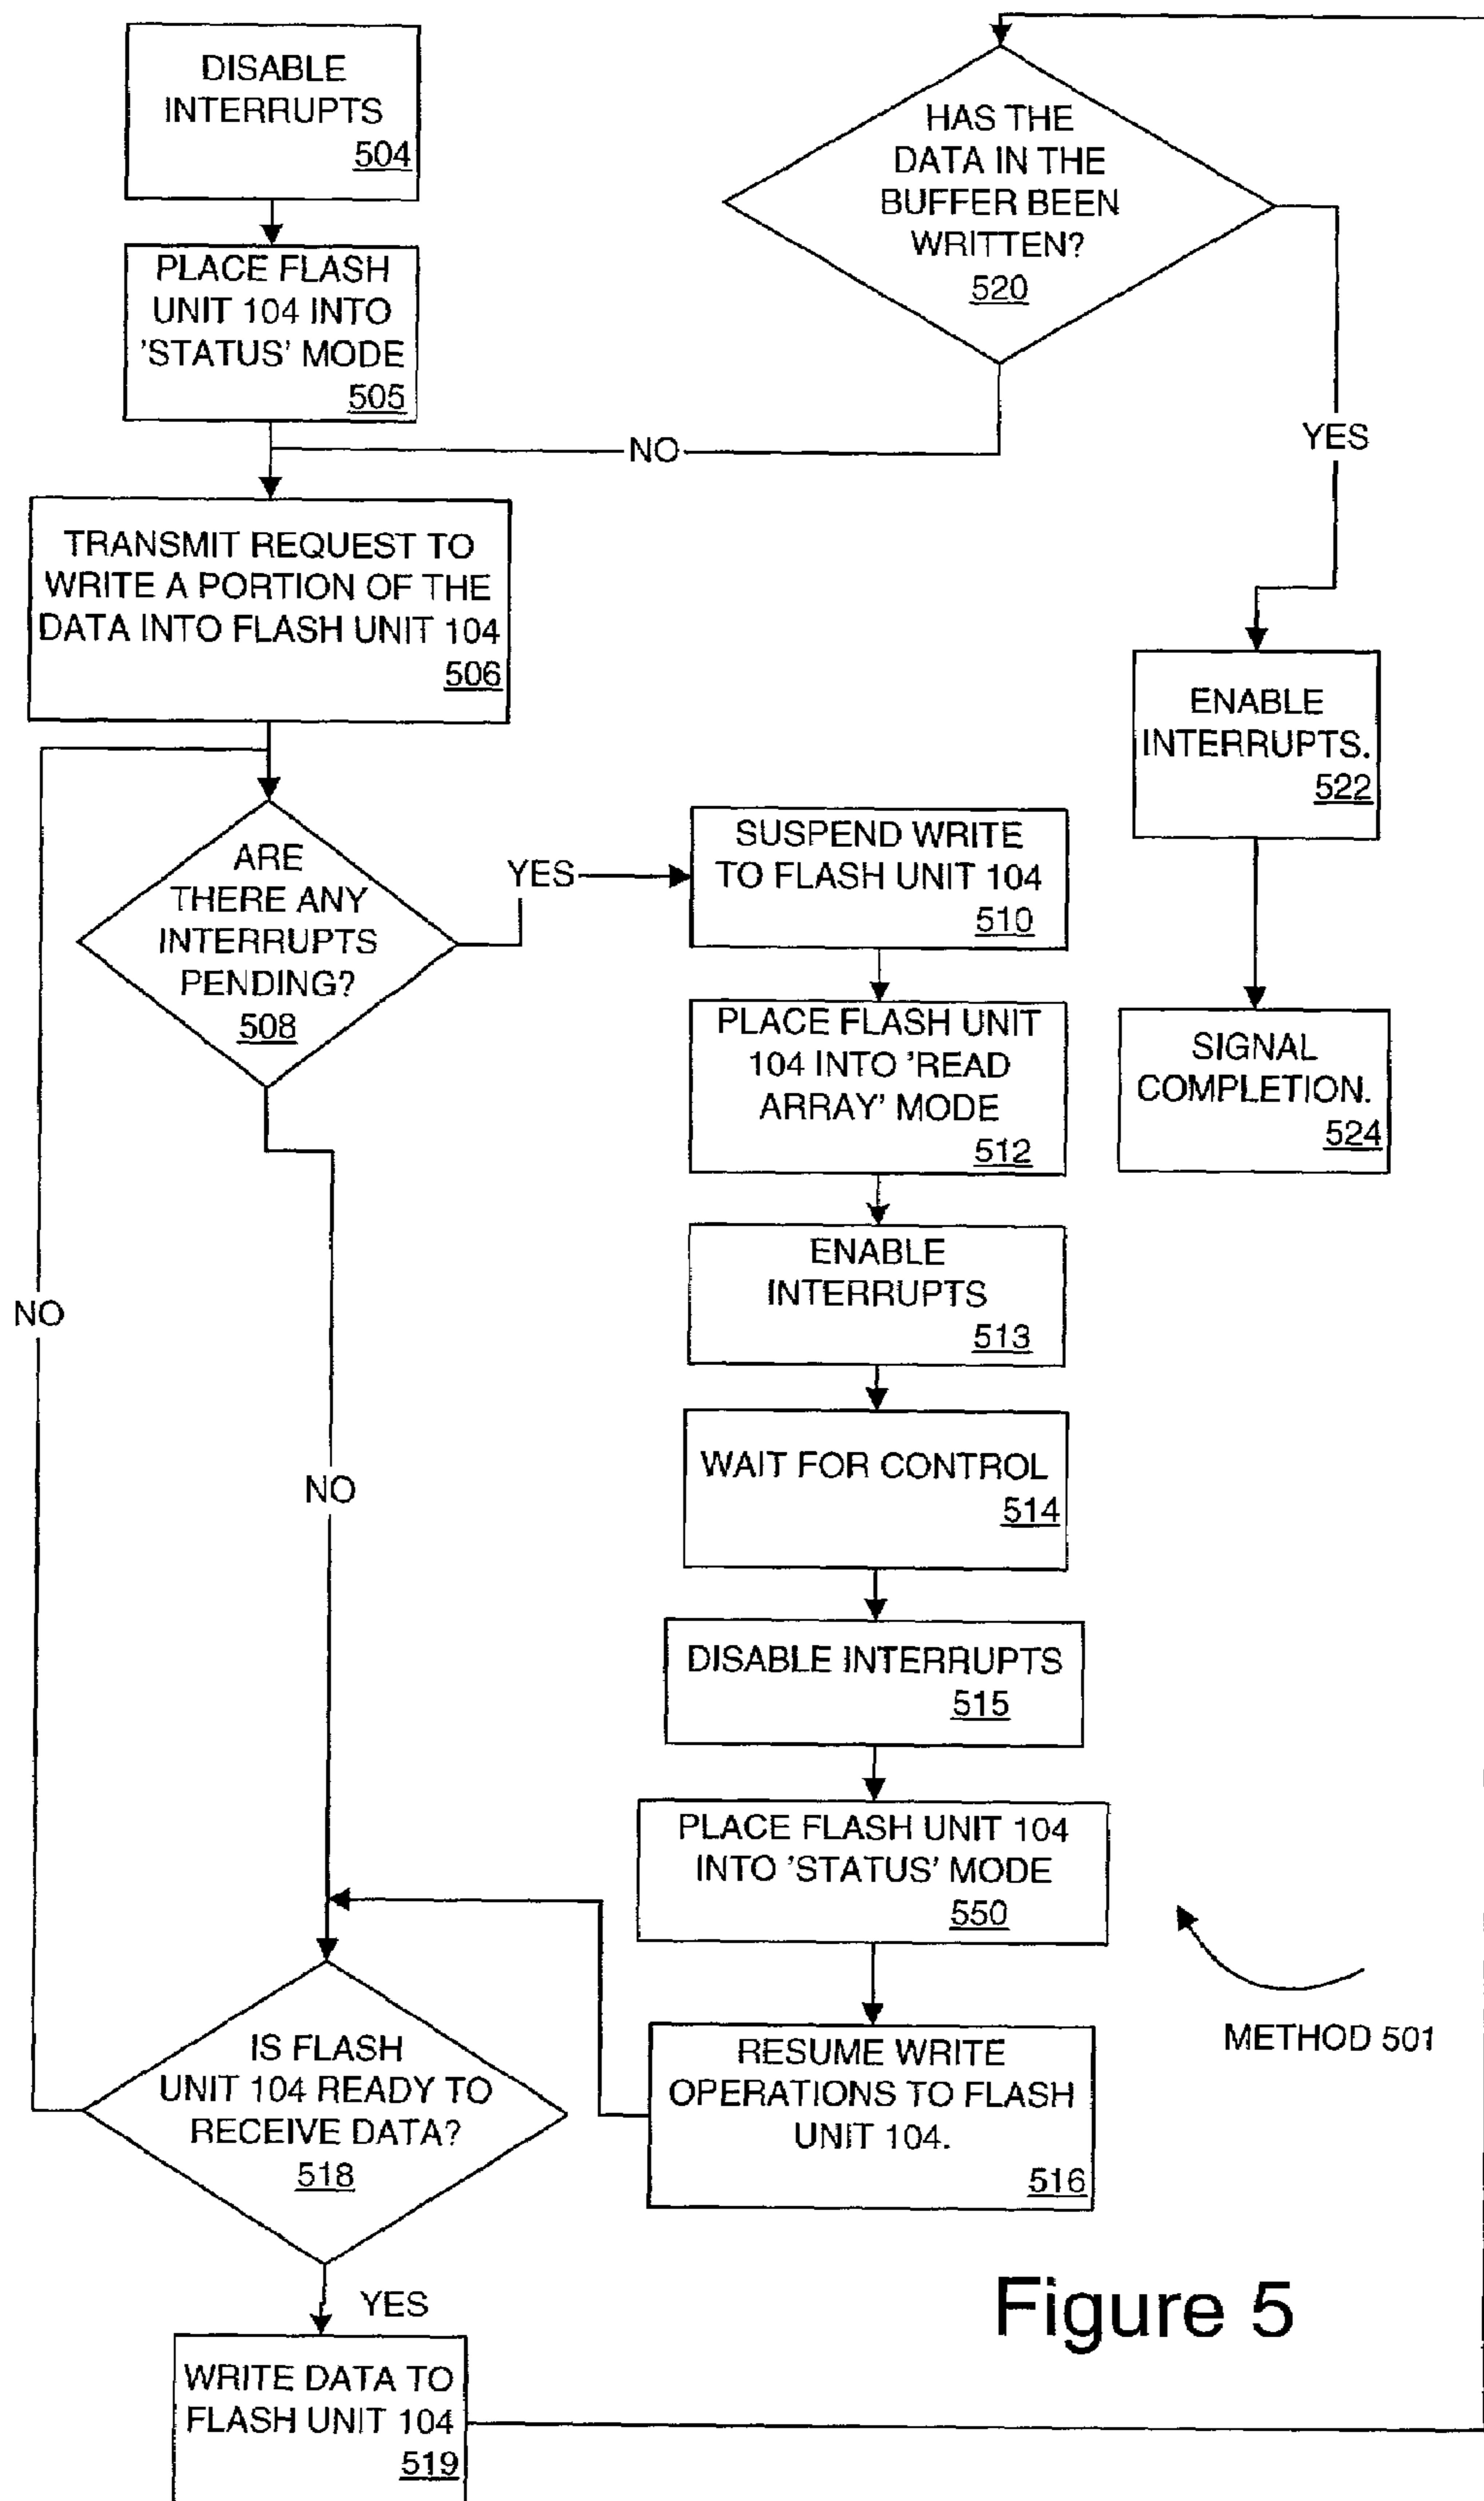 DISABLE
INTERRUPTS
504
PLACE FLASH
UNIT 104 INTO
'STATUS' MODE
505
HAS THE
DATA IN THE
BUFFER BEEN
WRITTEN?
520
NO
YES
TRANSMIT REQUEST TO
WRITE A PORTION OF THE
DATA INTO FLASH UNIT 104
506
ENABLE
INTERRUPTS.
522
ARE
THERE ANY
INTERRUPTS
PENDING?
508
YES
SUSPEND WRITE
TO FLASH UNIT 104
510
PLACE FLASH UNIT
104 INTO 'READ
ARRAY' MODE
512
SIGNAL
COMPLETION.
524
ENABLE
INTERRUPTS
513
NO
NO
WAIT FOR CONTROL
514
DISABLE INTERRUPTS
515
PLACE FLASH UNIT 104
INTO 'STATUS' MODE
550
METHOD 501
IS FLASH
UNIT 104 READY TO
RECEIVE DATA?
518
RESUME WRITE
OPERATIONS TO FLASH
UNIT 104.
516
YES
WRITE DATA TO
FLASH UNIT 104
519
Figure 5